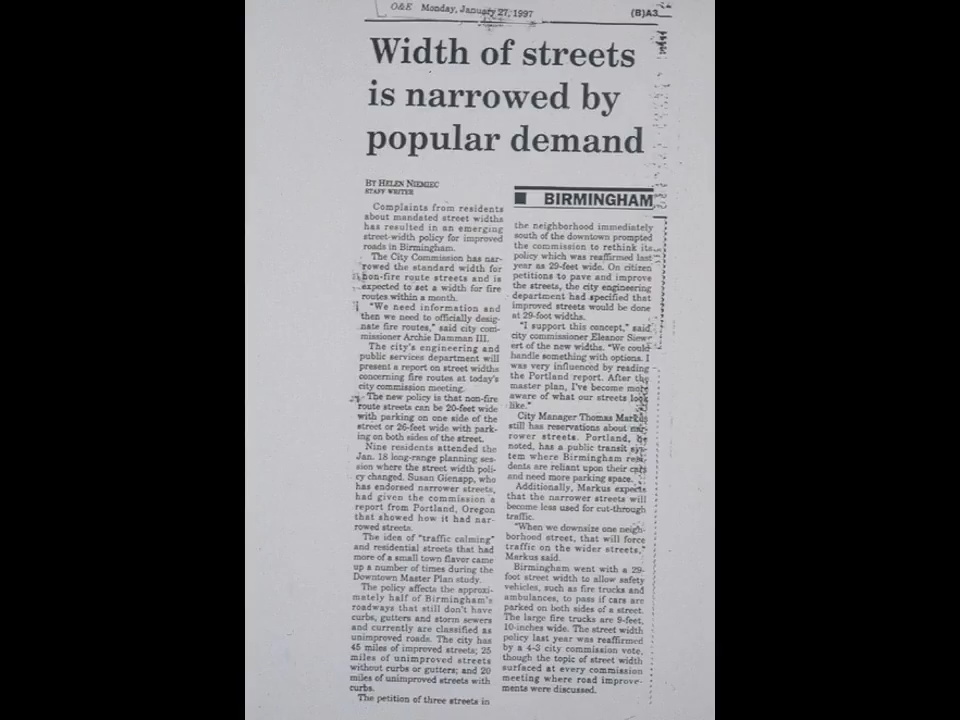 O&E Monday, January 27, 1997
(B)A3
Width of streets
is narrowed by
popular demand
BY HELEN NIEMIEC
STAFF WRITER
Complaints from residents
about mandated street widths
has resulted in an emerging
street-width policy for improved
roads in Birmingham.
The City Commission has nar-
rowed the standard width for
non-fire route streets and is
expected to set a width for fire
routes within a month.
"We need information and
then we need to officially desig-
nate fire routes," said city com-
missioner Archie Damman III.
The city's engineering and
public services department will
present a report on street widths
concerning fire routes at today's
city commission meeting.
The new policy is that non-fire
route streets can be 20-feet wide
with parking on one side of the
street or 26-feet wide with park-
ing on both sides of the street.
Nine residents attended the
Jan. 18 long-range planning ses-
sion where the street width poli-
cy changed. Susan Gienapp, who
has endorsed narrower streets,
had given the commission a
report from Portland, Oregon
that showed how it had nar-
rowed streets.
The idea of "traffic calming"
and residential streets that had
more of a small town flavor came
up a number of times during the
Downtown Master Plan study.
The policy affects the approxi-
mately half of Birmingham's
roadways that still don't have
curbs, gutters and storm sewers
and currently are classified as
unimproved roads. The city has
45 miles of improved streets; 25
miles of unimproved streets
without curbs or gutters; and 20
miles of unimproved streets with
curbs.
The petition of three streets in
BIRMINGHAM
the neighborhood immediately
south of the downtown prompted
the commission to rethink its
policy which was reaffirmed last
year as 29-feet wide. On citizen
petitions to pave and improve
the streets, the city engineering
department had specified that
improved streets would be done
at 29-foot widths.
"I support this concept," said
city commissioner Eleanor Siew-
ert of the new widths. "We could
handle something with options. I
was very influenced by reading
the Portland report. After the
master plan, I've become more
aware of what our streets look
like."
City Manager Thomas Markus
still has reservations about nar-
rower streets. Portland, he
noted, has a public transit sys-
tem where Birmingham resi-
dents are reliant upon their cars
and need more parking space.
Additionally, Markus expects
that the narrower streets will
become less used for cut-through
traffic.
"When we downsize one neigh-
borhood street, that will force
traffic on the wider streets,"
Markus said.
Birmingham went with a 29-
foot street width to allow safety
vehicles, such as fire trucks and
ambulances, to pass if cars are
parked on both sides of a street.
The large fire trucks are 9-feet,
10-inches wide. The street width
policy last year was reaffirmed
by a 4-3 city commission vote,
though the topic of street width
surfaced at every commission
meeting where road improve-
ments were discussed.